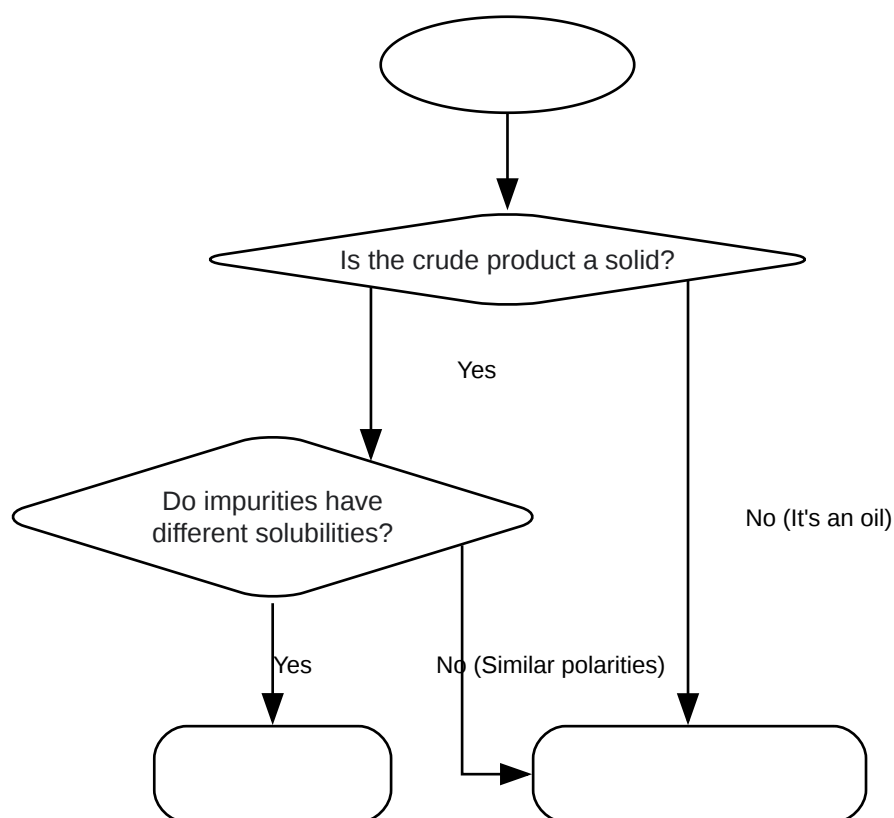 Is the crude product a solid?
Yes
Do impurities have
different solubilities?
No (It's an oil)
Yes
No (Similar polarities)